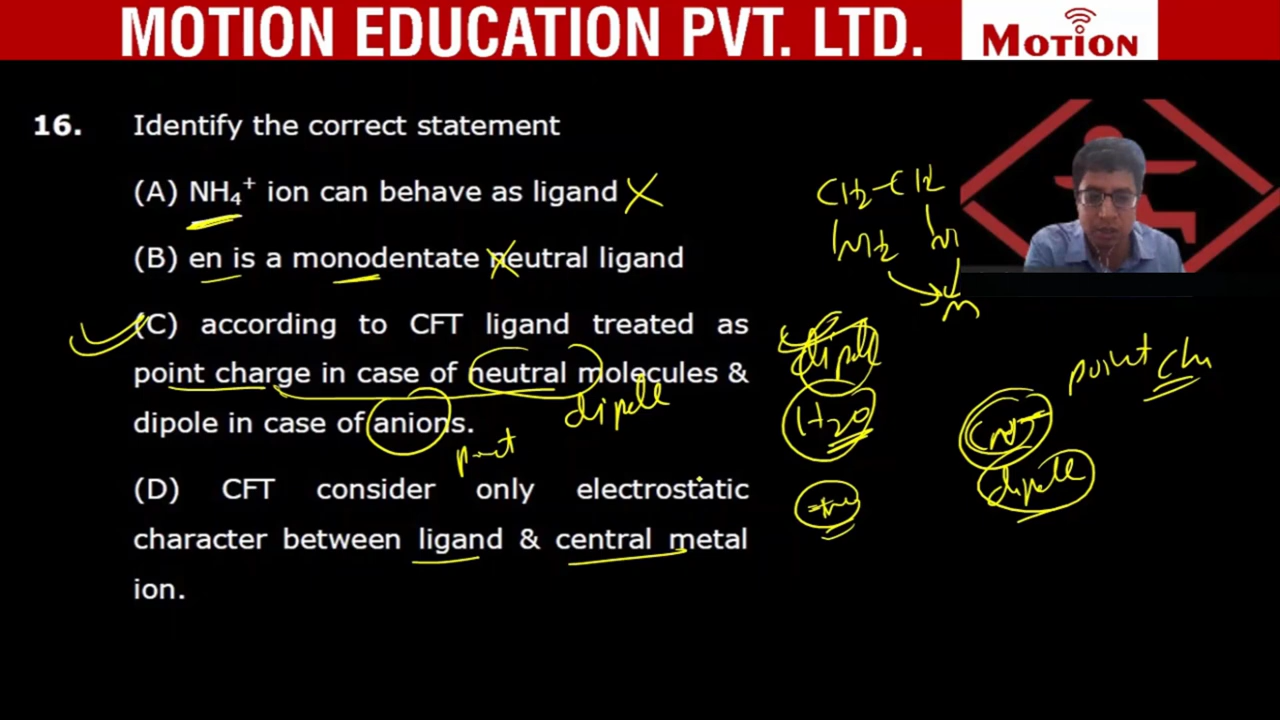 MOTION EDUCATION PVT. LTD.
MOTION
16. Identify the correct statement
(A) NH₄⁺ ion can behave as ligand
(B) en is a monodentate neutral ligand
(C) according to CFT ligand treated as
point charge in case of neutral molecules &
dipole in case of anions.
(D) CFT consider only electrostatic
character between ligand & central metal
ion.
CH2-CH2
NH2
M
dipole
H2O
dipole
point
dipole